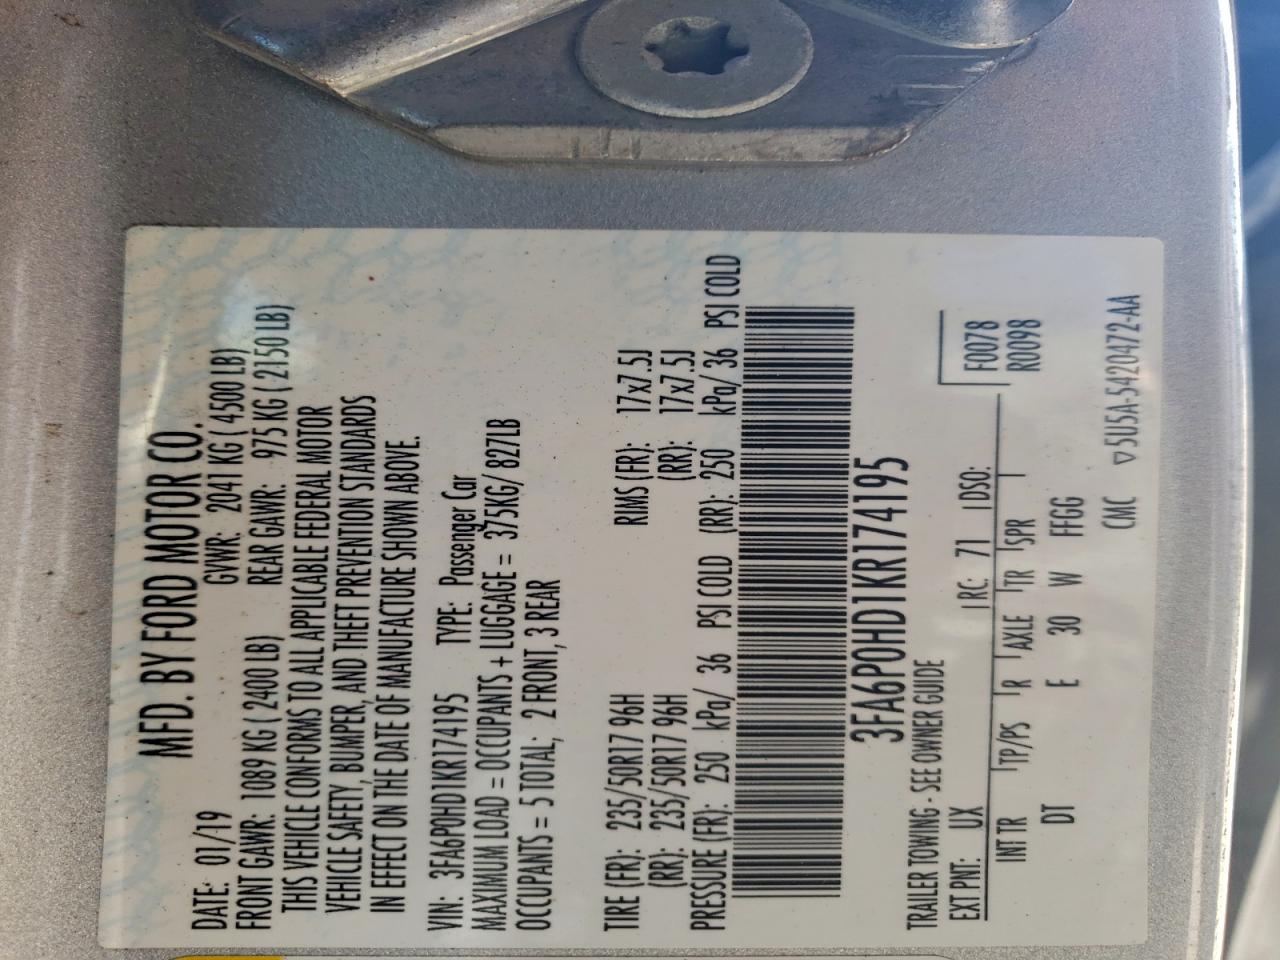 MFD. BY FORD MOTOR CO.
DATE: 01/19 GVWR: 2041 KG ( 4500 LB)
FRONT GAWR: 1089 KG ( 2400 LB) REAR GAWR: 975 KG ( 2150 LB)
THIS VEHICLE CONFORMS TO ALL APPLICABLE FEDERAL MOTOR
VEHICLE SAFETY, BUMPER, AND THEFT PREVENTION STANDARDS
IN EFFECT ON THE DATE OF MANUFACTURE SHOWN ABOVE.
VIN: 3FA6P0HD1KR174195 TYPE: Passenger Car
MAXIMUM LOAD = OCCUPANTS + LUGGAGE = 375KG/ 827LB
OCCUPANTS = 5 TOTAL; 2 FRONT, 3 REAR
TIRE (FR): 235/50R17 96H RIMS (FR): 17x7.5J
(RR): 235/50R17 96H (RR): 17x7.5J
PRESSURE (FR): 250 kPa/ 36 PSI COLD (RR): 250 kPa/ 36 PSI COLD
3FA6P0HD1KR174195
TRAILER TOWING - SEE OWNER GUIDE
EXT PNT: UX RC: 71 DSO: F0078
INT TR TP/PS R AXLE TR SPR R0098
DT E 30 W FFGG
CMC ▽5U5A-5420472-AA